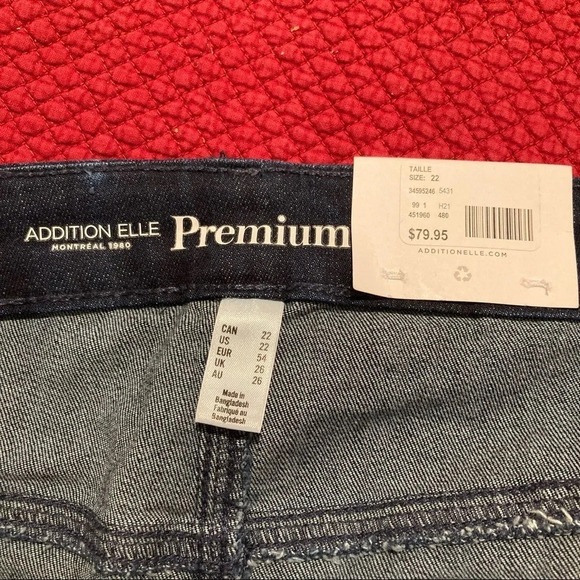 ADDITION ELLE
MONTRÉAL 1980
Premium
TAILLE
SIZE: 22
34595246 5431
99 1 H21
451960 480
$79.95
ADDITIONELLE.COM
CAN 22
US 22
EUR 54
UK 26
AU 26
Made in
Bangladesh
Fabriqué au
Bangladesh